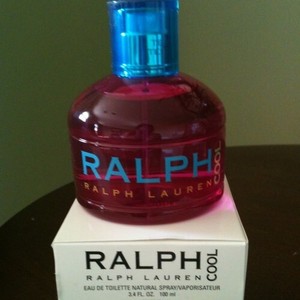 RALPH
COOL
RALPH LAUREN
RALPH
COOL
RALPH LAUREN
EAU DE TOILETTE NATURAL SPRAY/VAPORISATEUR
3.4 FL. OZ. 100 ml